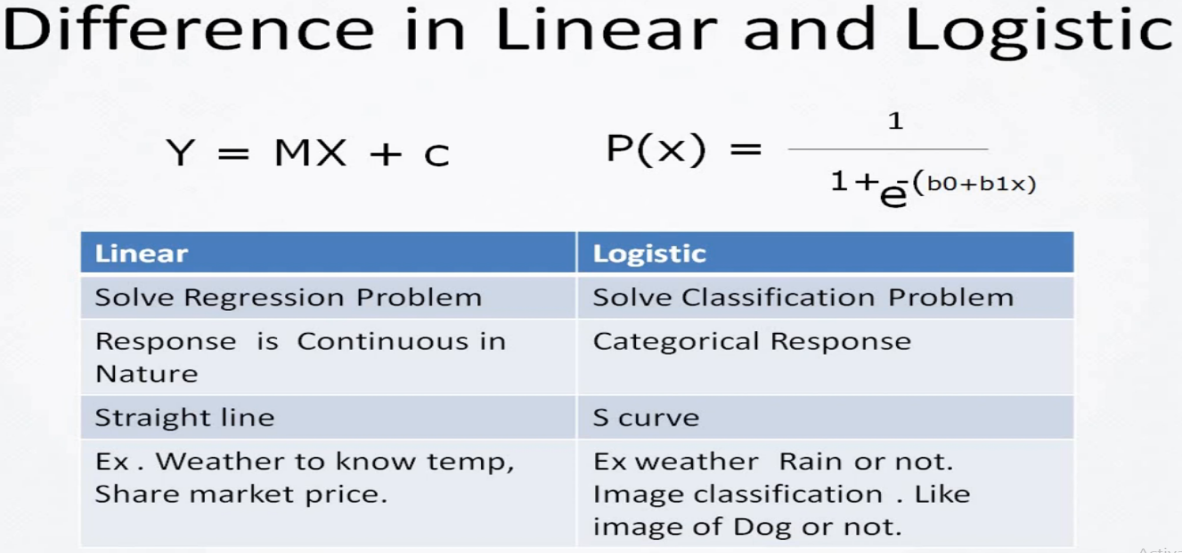 Difference in Linear and Logistic
Y = MX + c
P(x) = 1
1+e-(b0+b1x)
Linear
Logistic
Solve Regression Problem
Solve Classification Problem
Response is Continuous in
Nature
Categorical Response
Straight line
S curve
Ex . Weather to know temp,
Share market price.
Ex weather Rain or not.
Image classification . Like
image of Dog or not.